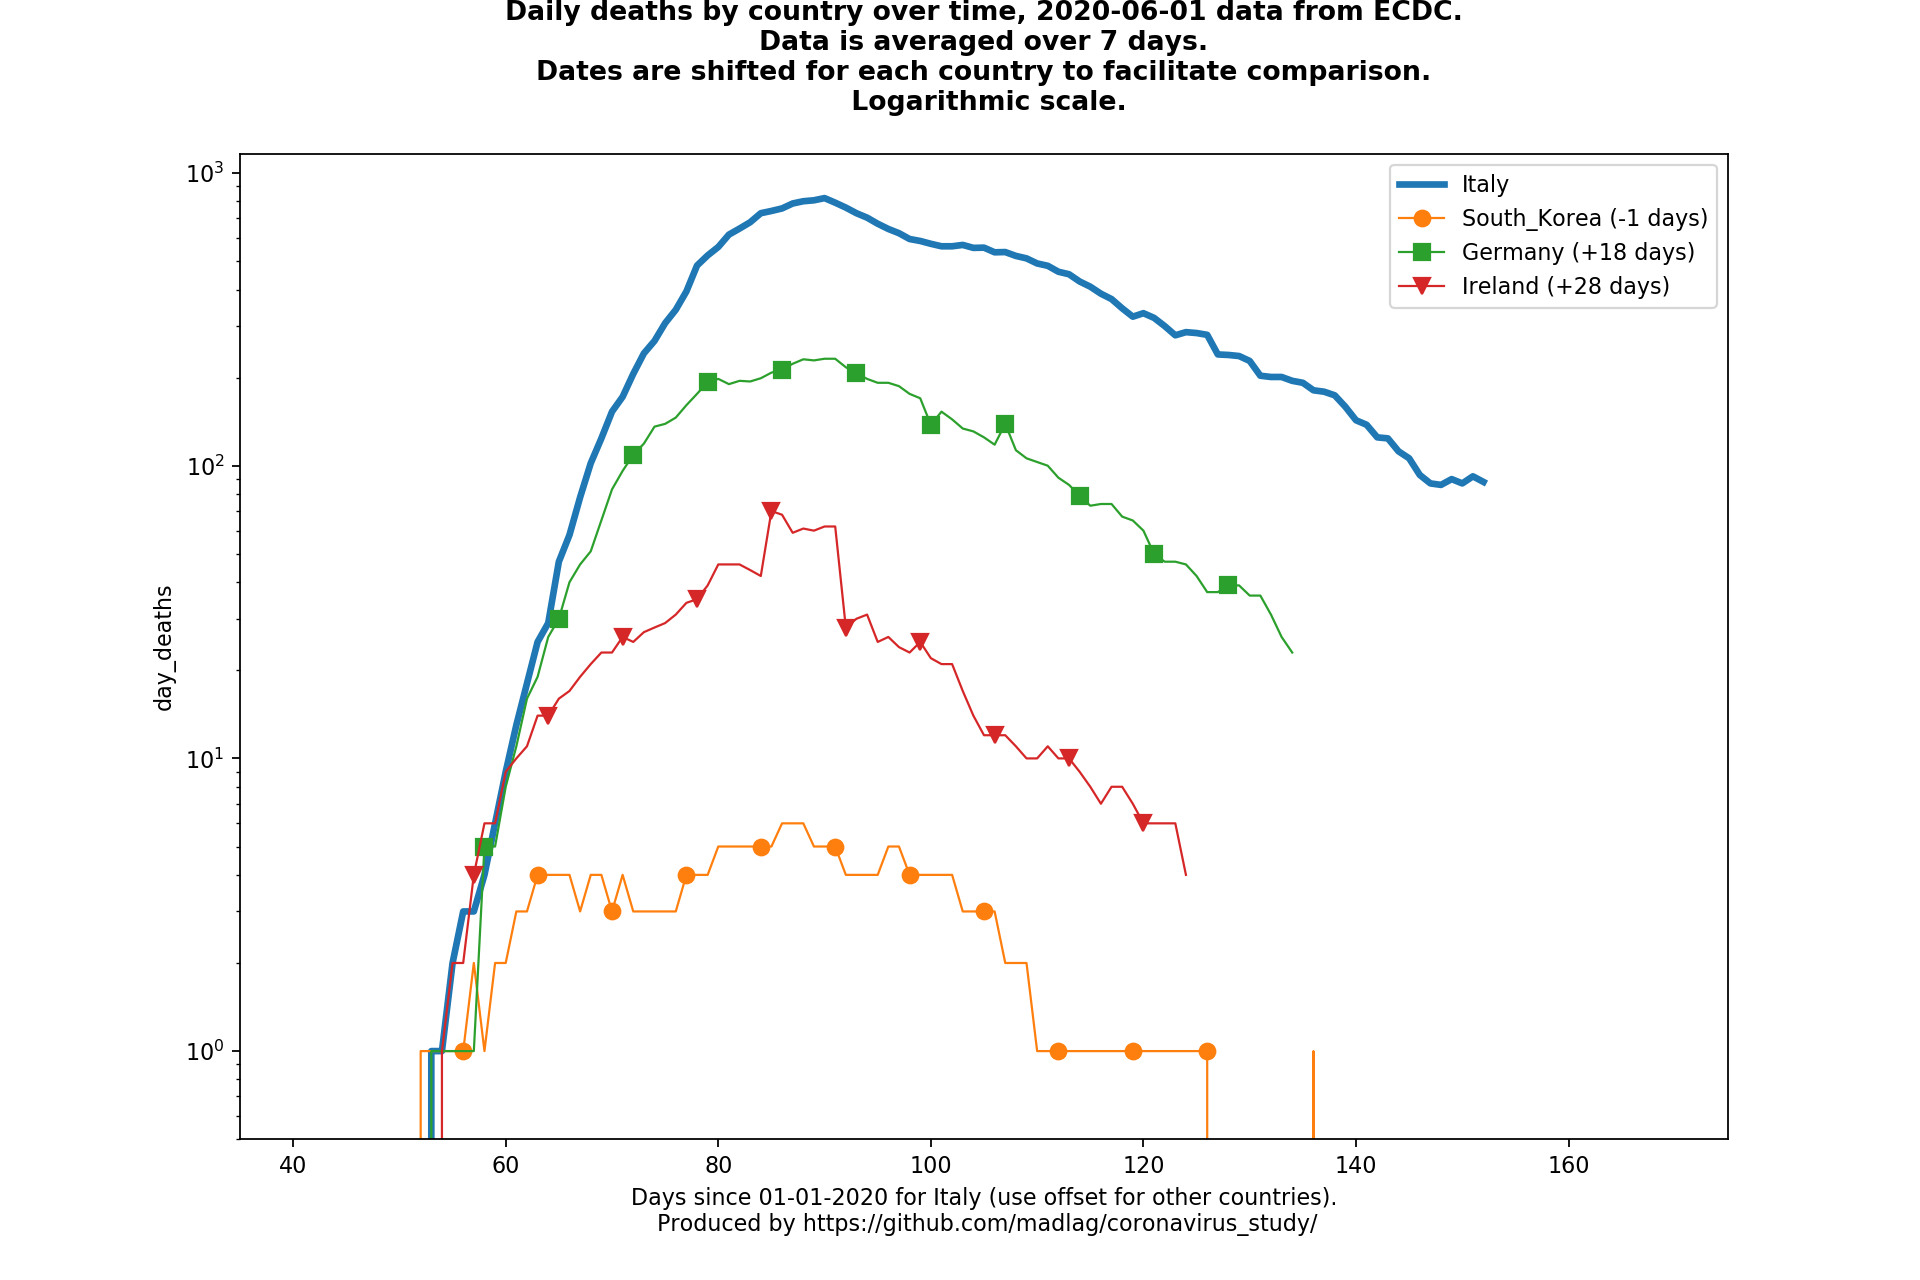 Daily deaths by country over time, 2020-06-01 data from ECDC.
Data is averaged over 7 days.
Dates are shifted for each country to facilitate comparison.
Logarithmic scale.
10³
10²
10¹
10⁰
day_deaths
Italy
South_Korea (-1 days)
Germany (+18 days)
Ireland (+28 days)
40 60 80 100 120 140 160
Days since 01-01-2020 for Italy (use offset for other countries).
Produced by https://github.com/madlag/coronavirus_study/